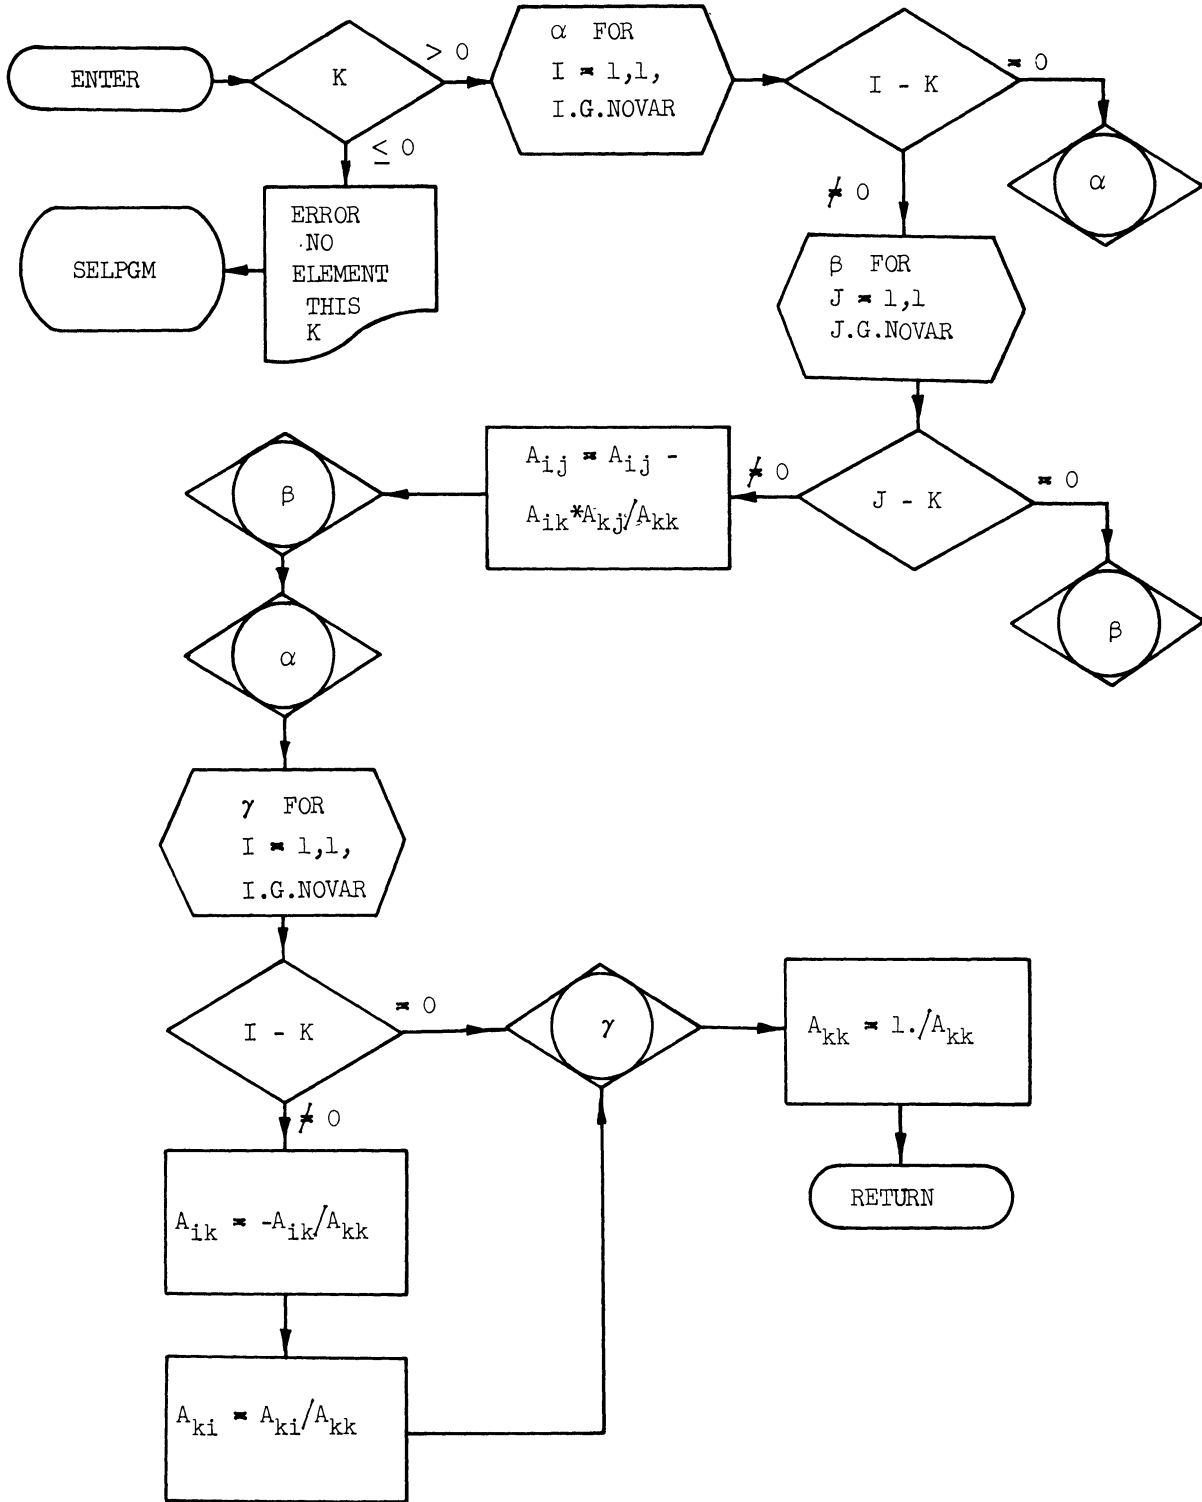 ENTER
K
> 0
≤ 0
α FOR
I = 1,1,
I.G.NOVAR
I - K
= 0
α
≠ 0
ERROR
NO
ELEMENT
THIS
K
SELPGM
β FOR
J = 1,1
J.G.NOVAR
J - K
= 0
β
≠ 0
A_ij = A_ij -
A_ik*A_kj/A_kk
β
α
γ FOR
I = 1,1,
I.G.NOVAR
I - K
= 0
γ
A_kk = 1./A_kk
RETURN
≠ 0
A_ik = -A_ik/A_kk
A_ki = A_ki/A_kk